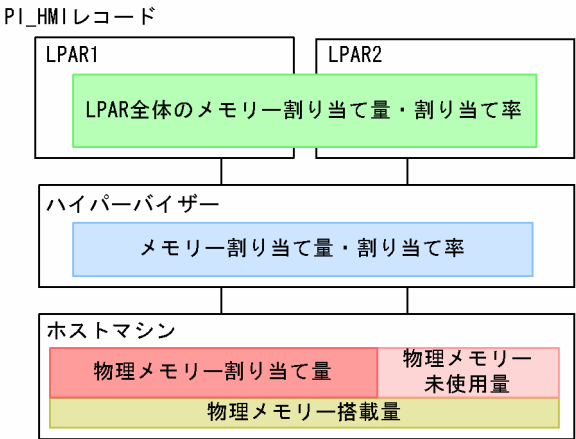 PI_HMIレコード
LPAR1
LPAR2
LPAR全体のメモリー割り当て量・割り当て率
ハイパーバイザー
メモリー割り当て量・割り当て率
ホストマシン
物理メモリー割り当て量
物理メモリー
未使用量
物理メモリー搭載量